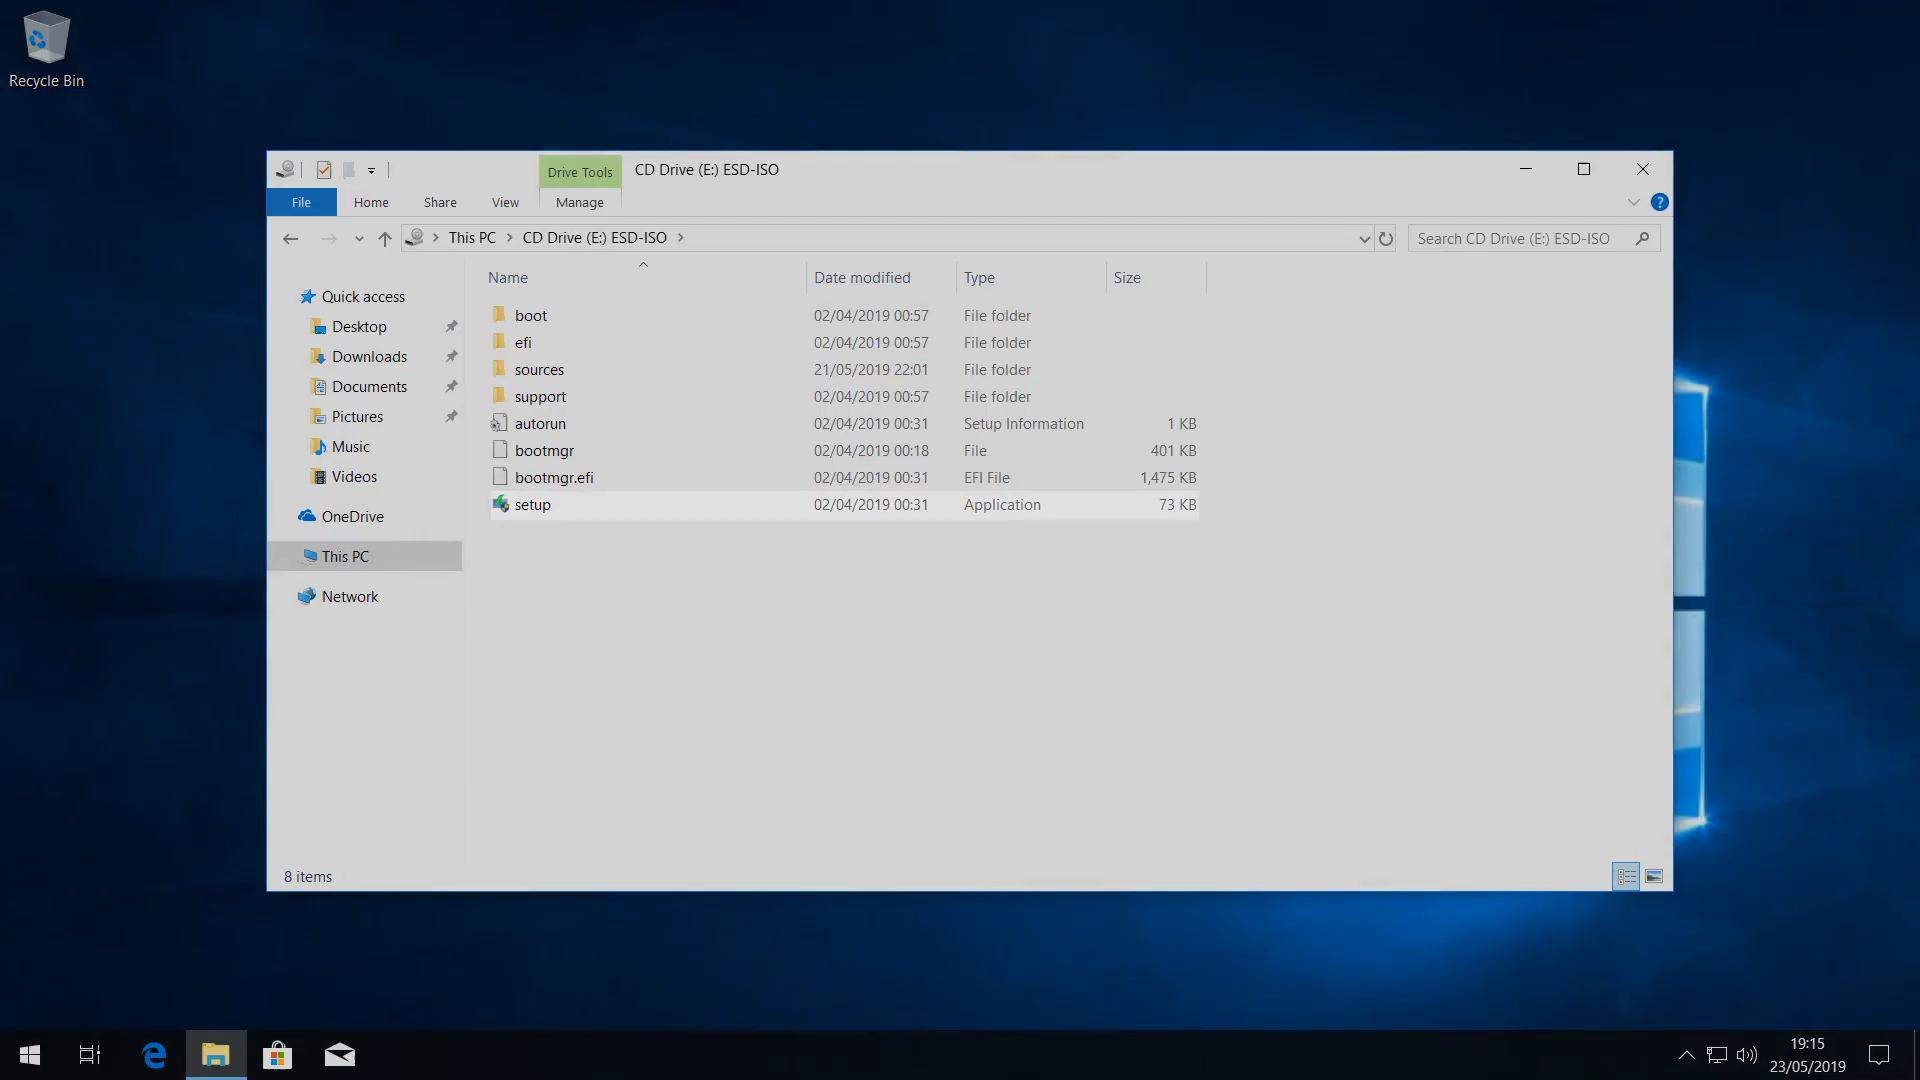 Recycle Bin
Drive Tools
CD Drive (E:) ESD-ISO
File
Home
Share
View
Manage
This PC
CD Drive (E:) ESD-ISO
Search CD Drive (E:) ESD-ISO
Name
Date modified
Type
Size
Quick access
Desktop
Downloads
Documents
Pictures
Music
Videos
OneDrive
This PC
Network
boot 02/04/2019 00:57 File folder
efi 02/04/2019 00:57 File folder
sources 21/05/2019 22:01 File folder
support 02/04/2019 00:57 File folder
autorun 02/04/2019 00:31 Setup Information 1 KB
bootmgr 02/04/2019 00:18 File 401 KB
bootmgr.efi 02/04/2019 00:31 EFI File 1,475 KB
setup 02/04/2019 00:31 Application 73 KB
8 items
19:15
23/05/2019